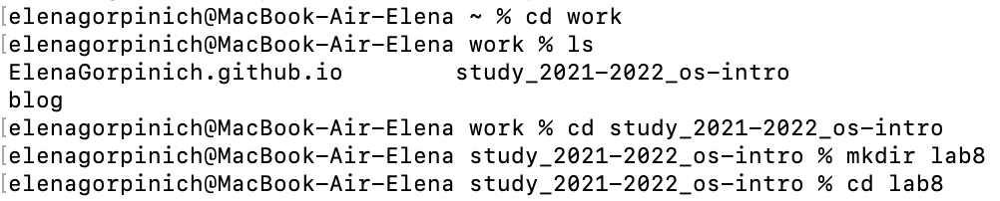 [elenagorpinich@MacBook-Air-Elena ~ % cd work
[elenagorpinich@MacBook-Air-Elena work % ls
ElenaGorpinich.github.io        study_2021-2022_os-intro
blog
[elenagorpinich@MacBook-Air-Elena work % cd study_2021-2022_os-intro
[elenagorpinich@MacBook-Air-Elena study_2021-2022_os-intro % mkdir lab8
[elenagorpinich@MacBook-Air-Elena study_2021-2022_os-intro % cd lab8